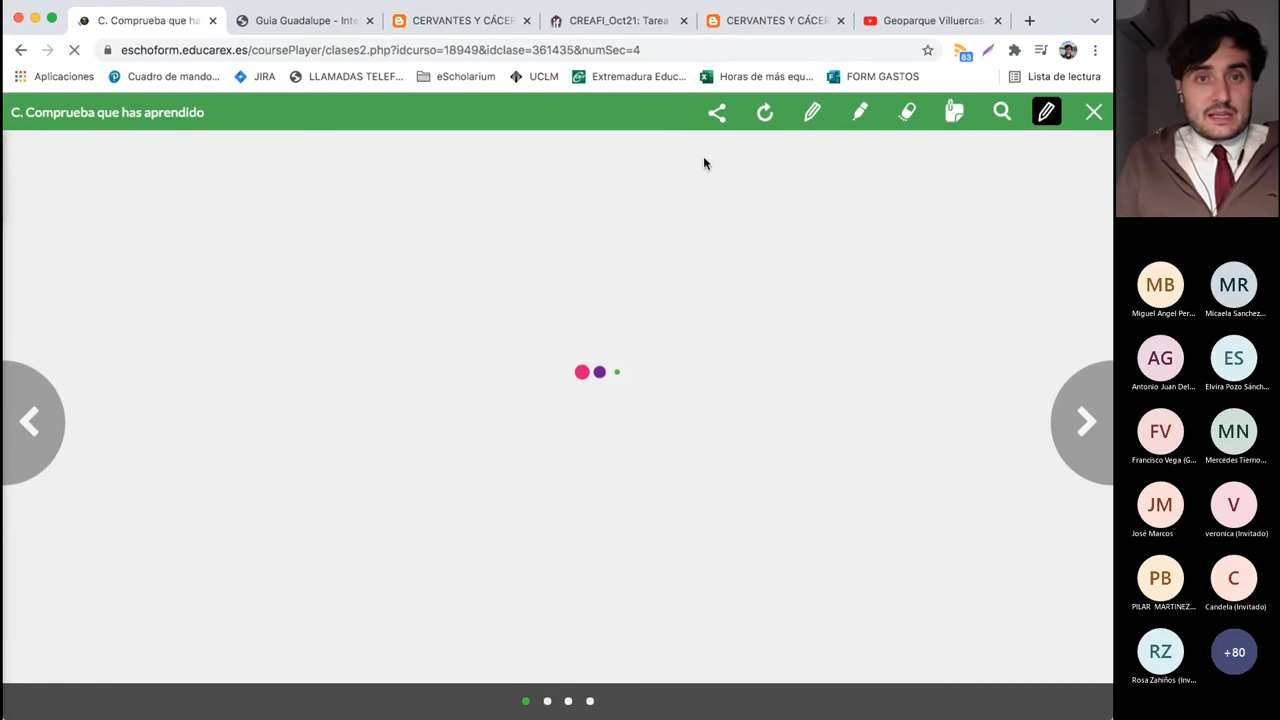 C. Comprueba que has
Guia Guadalupe - Inte
CERVANTES Y CÁCER
CREAFI_Oct21: Tarea
CERVANTES Y CÁCER
Geoparque Villuercas
eschoform.educarex.es/coursePlayer/clases2.php?idcurso=18949&idclase=361435&numSec=4
83
Aplicaciones
Cuadro de mando...
JIRA
LLAMADAS TELEF...
eScholarium
UCLM
Extremadura Educ...
Horas de más equ...
FORM GASTOS
Lista de lectura
C. Comprueba que has aprendido
MB
MR
Miguel Angel Per...
Micaela Sanchez...
AG
ES
Antonio Juan Del...
Elvira Pozo Sánch...
FV
MN
Francisco Vega (G...
Mercedes Tierno...
JM
V
José Marcos
veronica (Invitado)
PB
C
PILAR MARTINEZ...
Candela (Invitado)
RZ
+80
Rosa Zahiños (Inv...